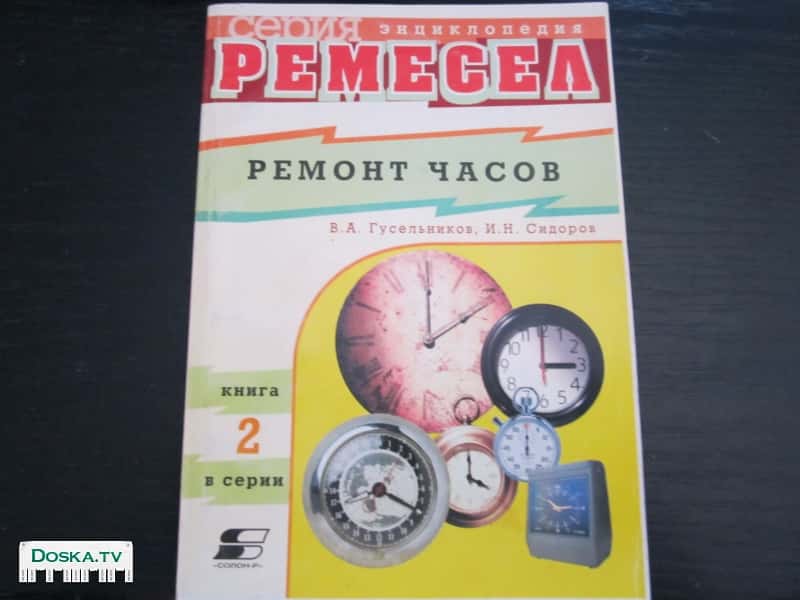 серия энциклопедия
РЕМЕСЕЛ
РЕМОНТ ЧАСОВ
В.А. Гусельников, И.Н. Сидоров
книга
2
в серии
«СОЛОН-Р»
DOSKA.TV